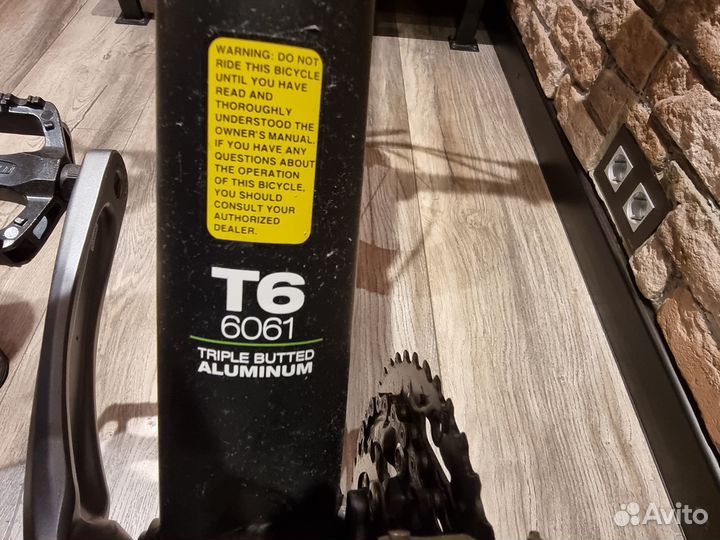 WARNING: DO NOT
RIDE THIS BICYCLE
UNTIL YOU HAVE
READ AND
THOROUGHLY
UNDERSTOOD THE
OWNER'S MANUAL.
IF YOU HAVE ANY
QUESTIONS ABOUT
THE OPERATION
OF THIS BICYCLE,
YOU SHOULD
CONSULT YOUR
AUTHORIZED
DEALER.
T6
6061
TRIPLE BUTTED
ALUMINUM
Avito